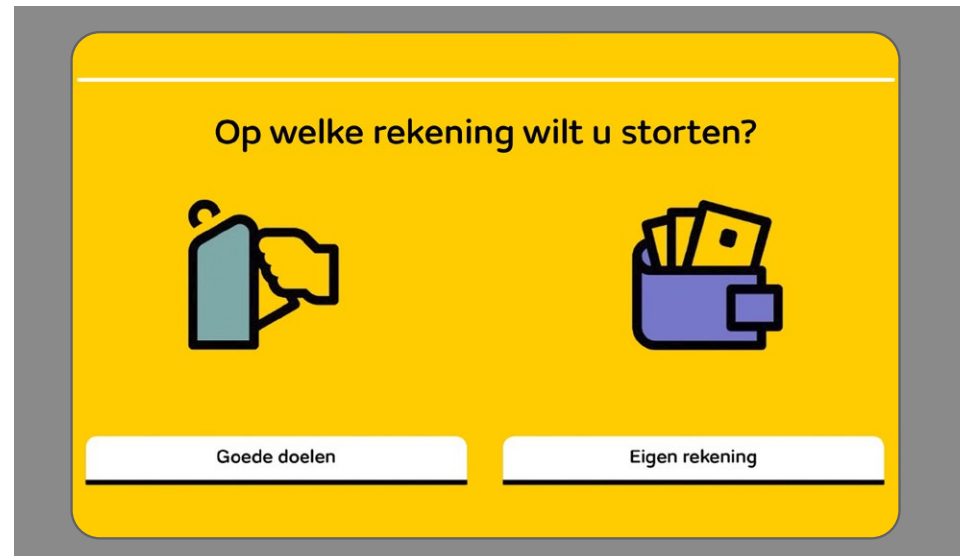 Op welke rekening wilt u storten?
Goede doelen
Eigen rekening